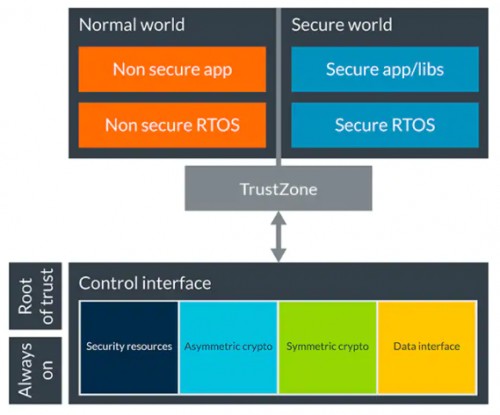 Normal world
Secure world
Non secure app
Secure app/libs
Non secure RTOS
Secure RTOS
TrustZone
Root
of trust
Always
on
Control interface
Security resources
Asymmetric crypto
Symmetric crypto
Data interface